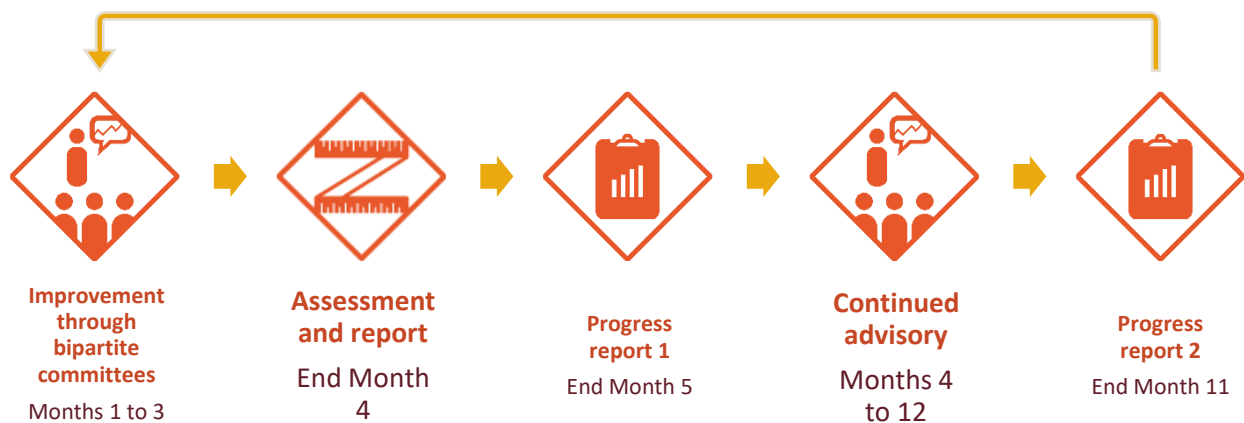 Improvement
through
bipartite
committees
Months 1 to 3
Assessment
and report
End Month
4
Progress
report 1
End Month 5
Continued
advisory
Months 4
to 12
Progress
report 2
End Month 11